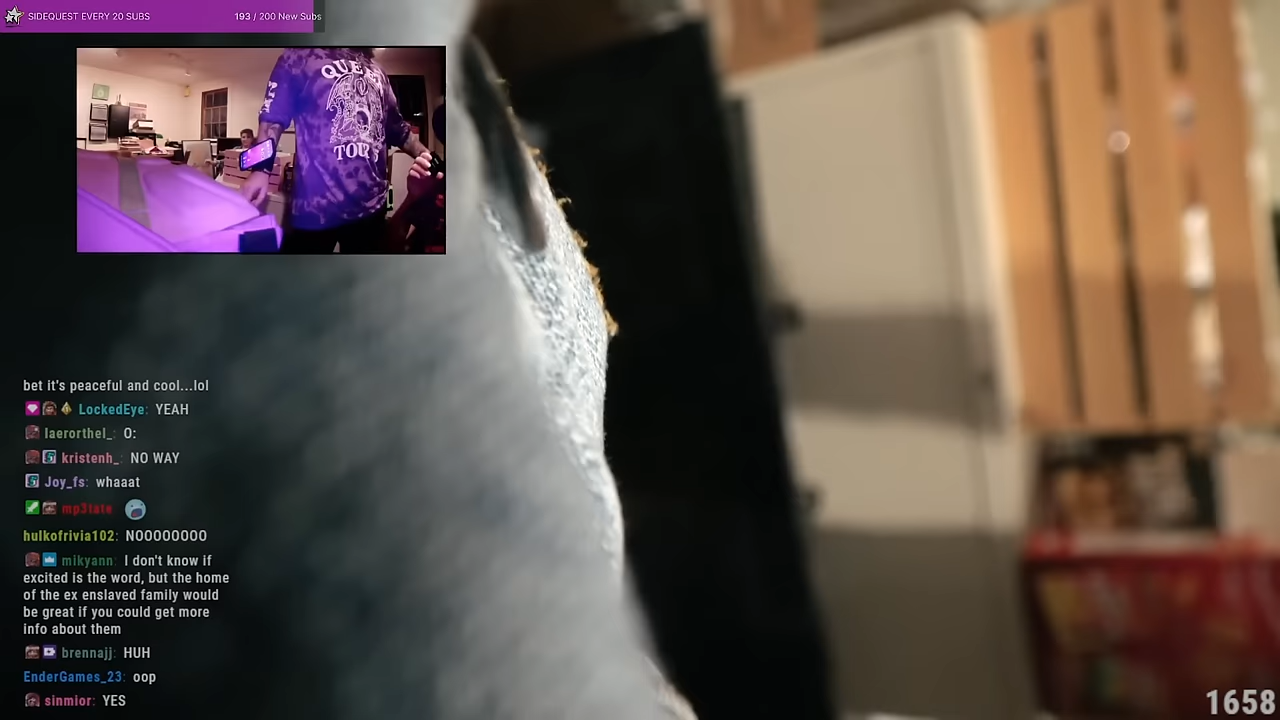 SIDEQUEST EVERY 20 SUBS 193 / 200 New Subs
QUEEN
TOUR
bet it's peaceful and cool...lol
LockedEye: YEAH
laerorthel_: O:
kristenh_: NO WAY
Joy_fs: whaaat
mp3tate
hulkofrivia102: NOOOOOOOO
mikyann: I don't know if
excited is the word, but the home
of the ex enslaved family would
be great if you could get more
info about them
brennajj: HUH
EnderGames_23: oop
sinmior: YES
1658